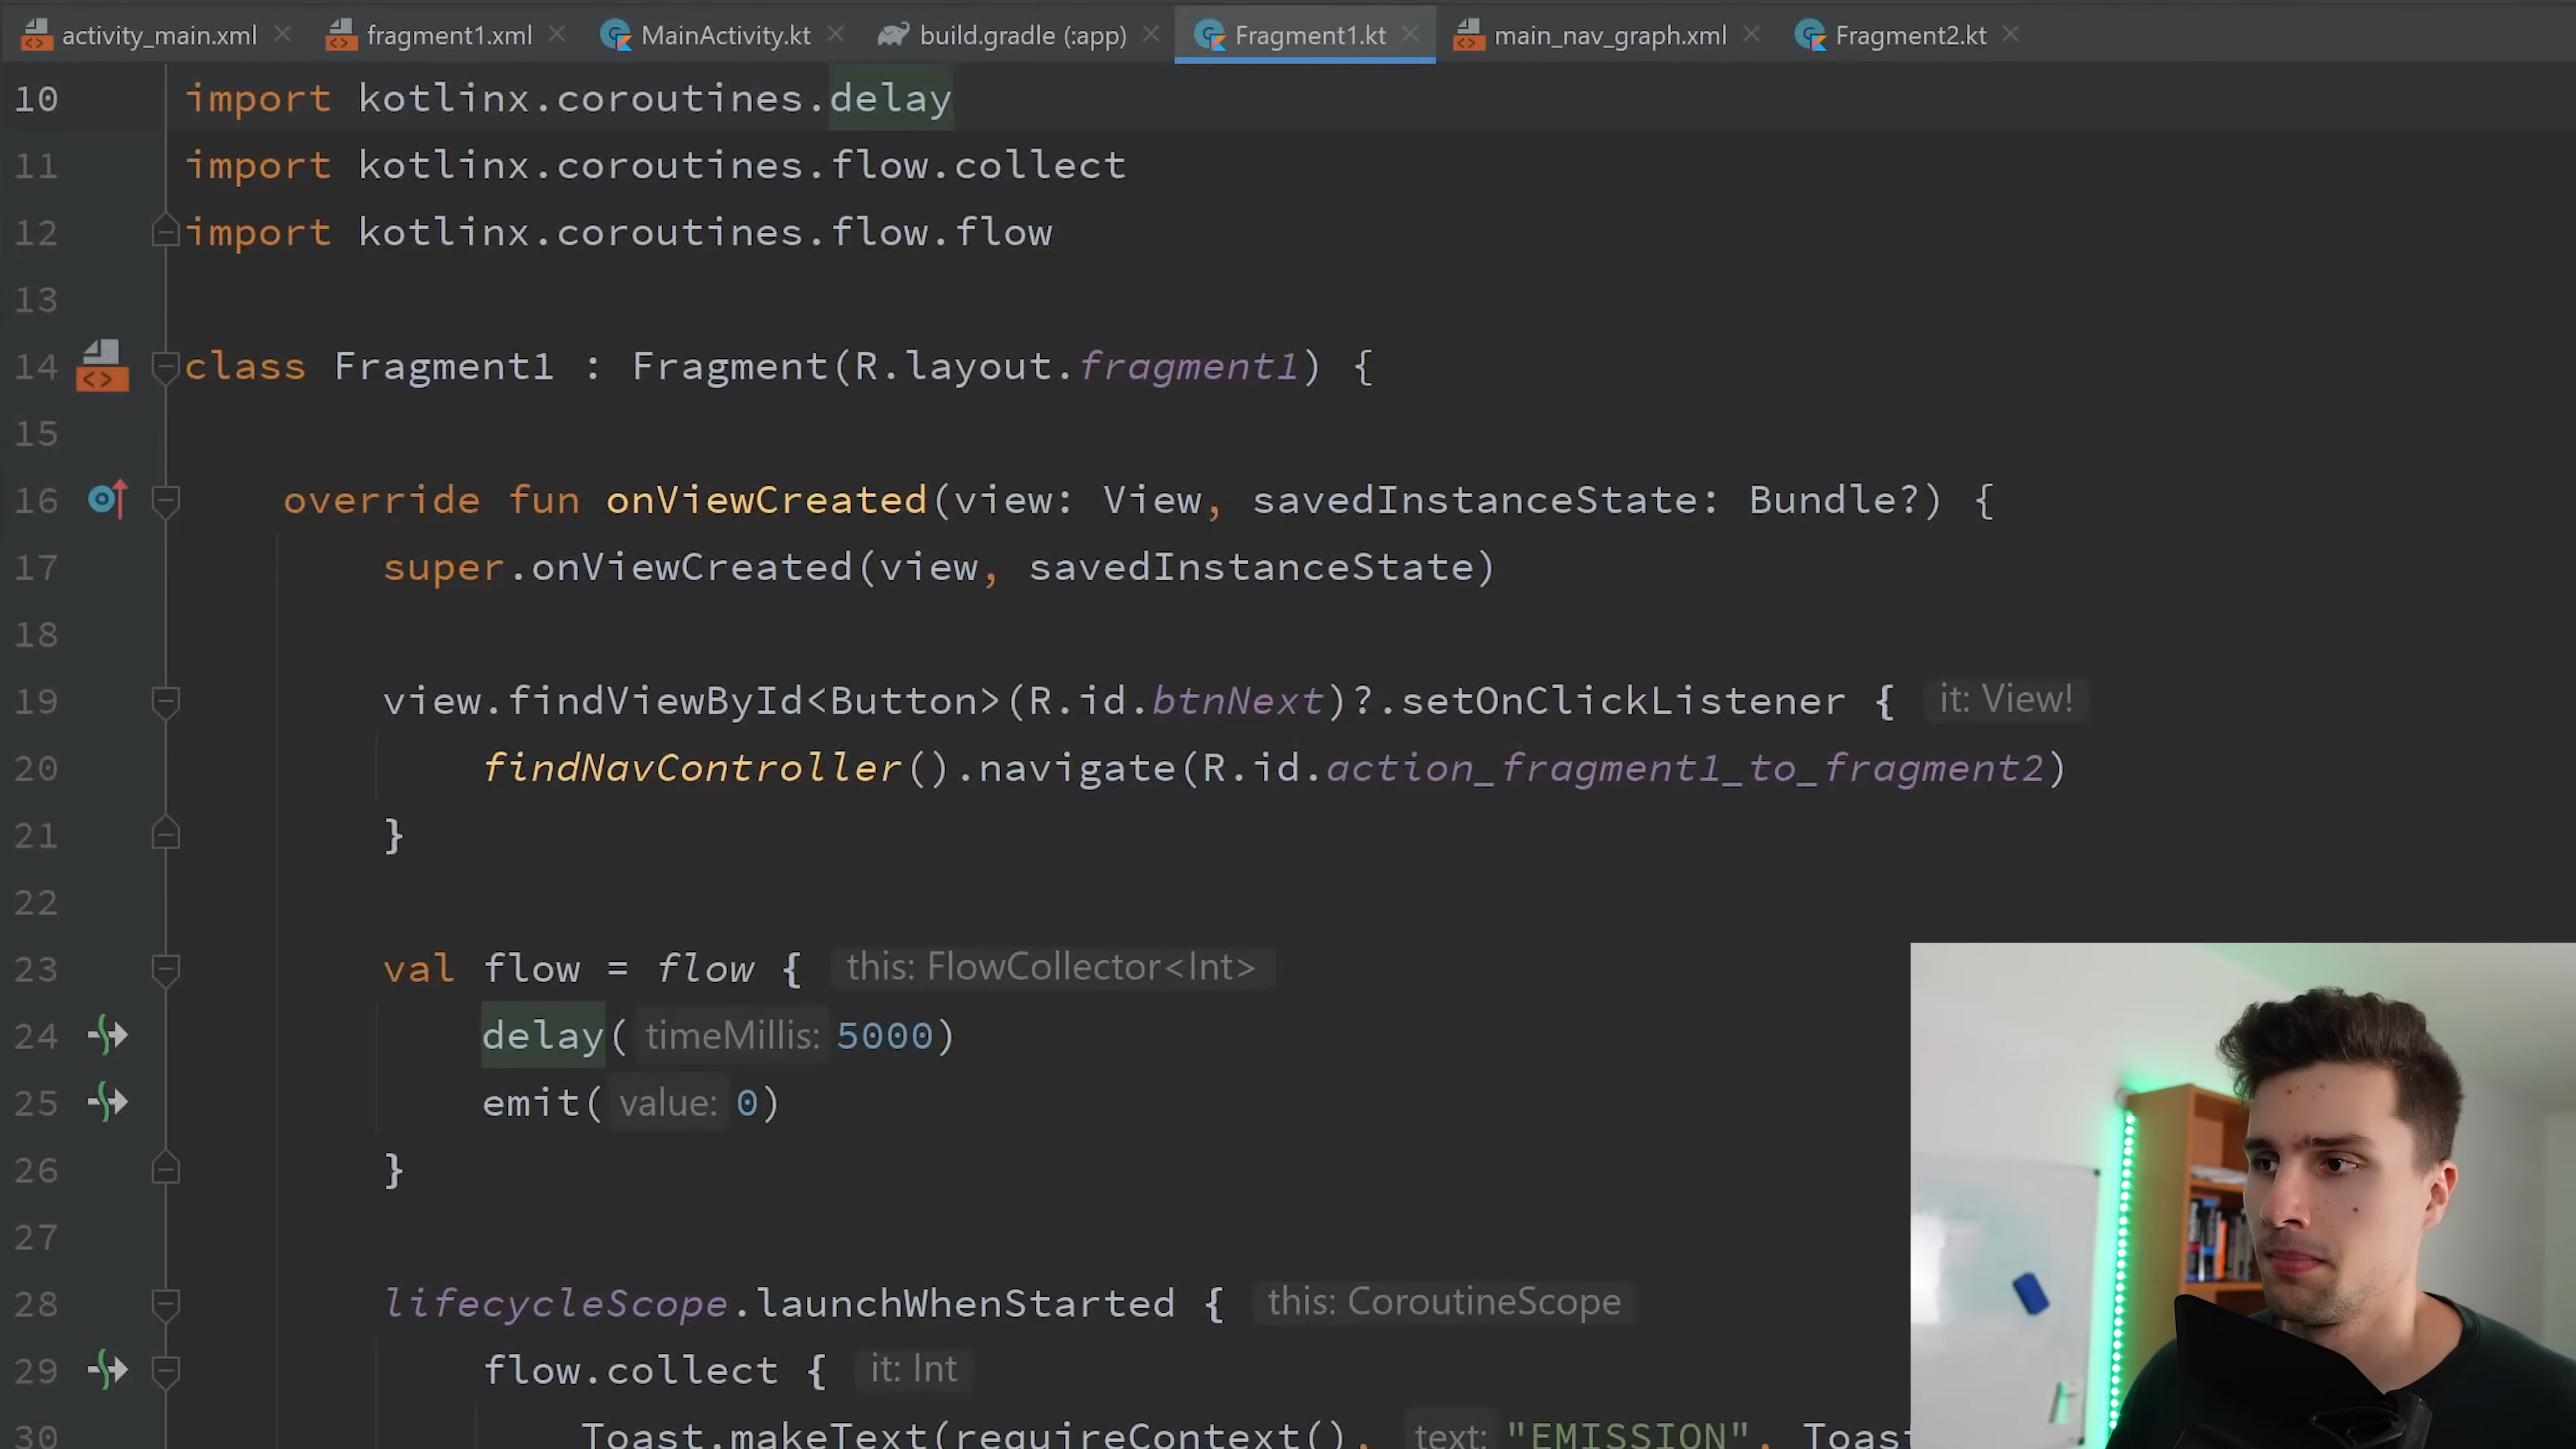 activity_main.xml fragment1.xml MainActivity.kt build.gradle (:app) Fragment1.kt main_nav_graph.xml Fragment2.kt
10 import kotlinx.coroutines.delay
11 import kotlinx.coroutines.flow.collect
12 import kotlinx.coroutines.flow.flow
13
14 class Fragment1 : Fragment(R.layout.fragment1) {
15
16 override fun onViewCreated(view: View, savedInstanceState: Bundle?) {
17 super.onViewCreated(view, savedInstanceState)
18
19 view.findViewById<Button>(R.id.btnNext)?.setOnClickListener { it: View!
20 findNavController().navigate(R.id.action_fragment1_to_fragment2)
21 }
22
23 val flow = flow { this: FlowCollector<Int>
24 delay( timeMillis: 5000)
25 emit( value: 0)
26 }
27
28 lifecycleScope.launchWhenStarted { this: CoroutineScope
29 flow.collect { it: Int
30 Toast.makeText(requireContext(), text: "EMISSION", Toast